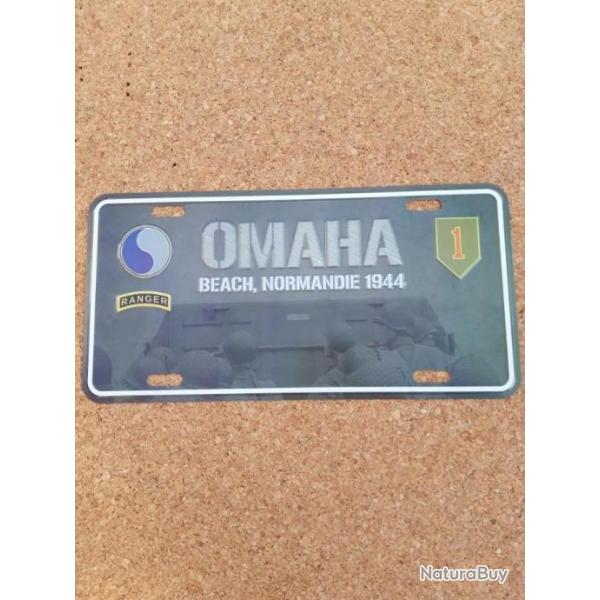 OMAHA
BEACH, NORMANDIE 1944
1
RANGER
NaturaBuy